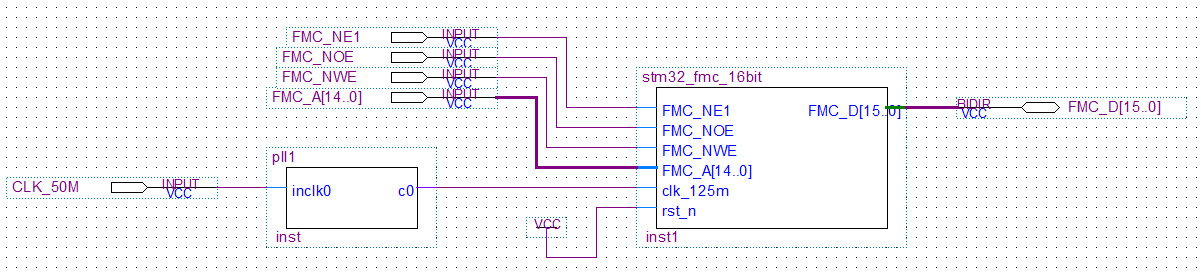 FMC_NE1 INPUT VCC
FMC_NOE INPUT VCC
FMC_NWE INPUT VCC
FMC_A[14..0] INPUT VCC
stm32_fmc_16bit
FMC_NE1 FMC_D[15..0]
FMC_NOE
FMC_NWE
FMC_A[14..0]
clk_125m
rst_n
inst1
BIDIR VCC FMC_D[15..0]
pll1
CLK_50M INPUT VCC
inclk0 c0
inst
VCC